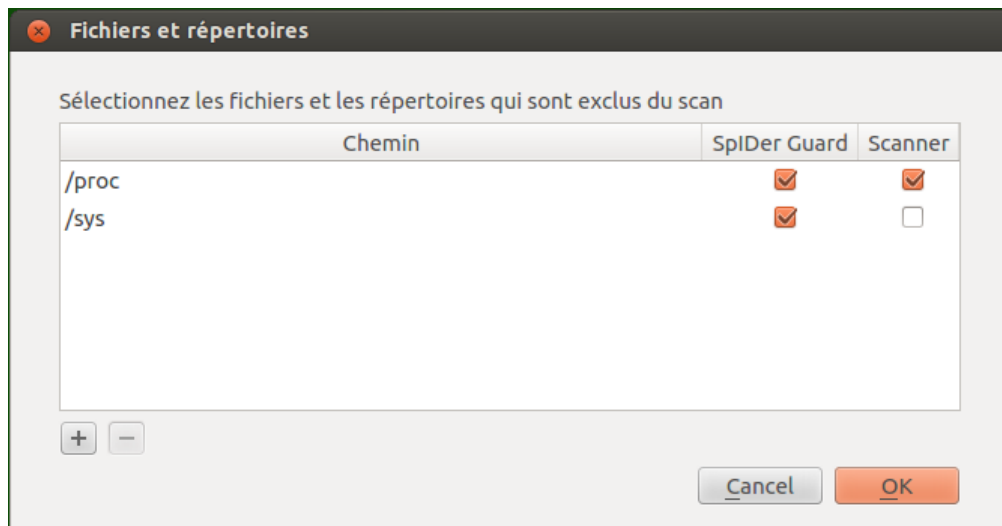 Fichiers et répertoires
Sélectionnez les fichiers et les répertoires qui sont exclus du scan
Chemin SpIDer Guard Scanner
/proc
/sys
Cancel OK